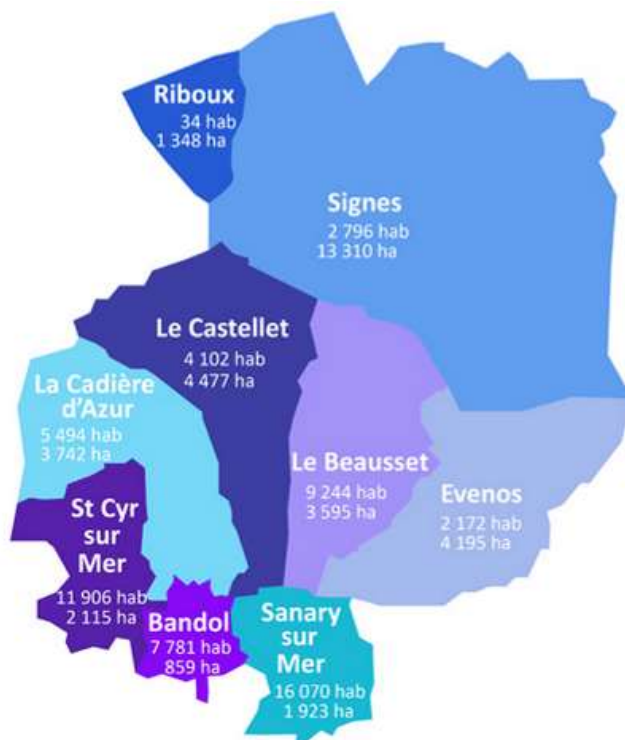 Riboux
34 hab
1 348 ha
Signes
2 796 hab
13 310 ha
Le Castellet
4 102 hab
4 477 ha
La Cadière
d'Azur
5 494 hab
3 742 ha
Le Beausset
9 244 hab
3 595 ha
Evenos
2 172 hab
4 195 ha
St Cyr
sur
Mer
11 906 hab
2 115 ha
Bandol
7 781 hab
859 ha
Sanary
sur
Mer
16 070 hab
1 923 ha